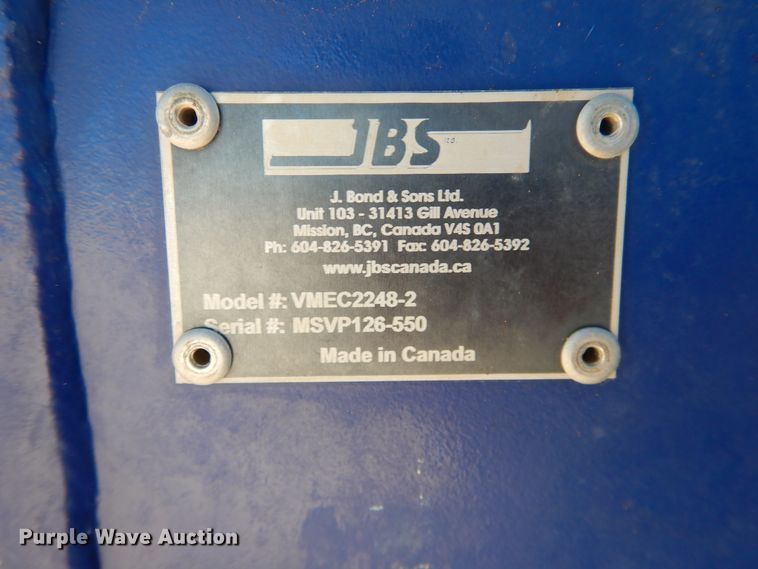 JBS Ltd.
J. Bond & Sons Ltd.
Unit 103 - 31413 Gill Avenue
Mission, BC, Canada V4S 0A1
Ph: 604-826-5391 Fax: 604-826-5392
www.jbscanada.ca
Model #: VMEC2248-2
Serial #: MSVP126-550
Made in Canada
Purple Wave Auction